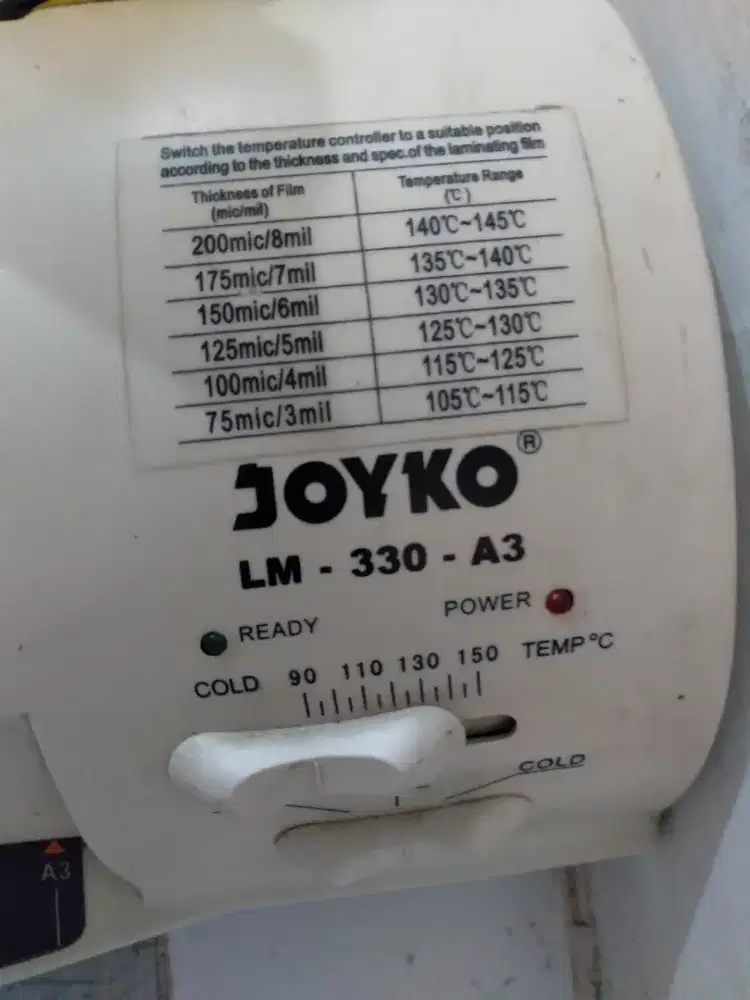 Switch the temperature controller to a suitable position
according to the thickness and spec.of the laminating film
Thickness of Film
(mic/mil)
Temperature Range
(℃)
200mic/8mil 140℃~145℃
175mic/7mil 135℃~140℃
150mic/6mil 130℃~135℃
125mic/5mil 125℃~130℃
100mic/4mil 115℃~125℃
75mic/3mil 105℃~115℃
JOYKO®
LM - 330 - A3
READY POWER
COLD 90 110 130 150 TEMP °C
COLD
A3